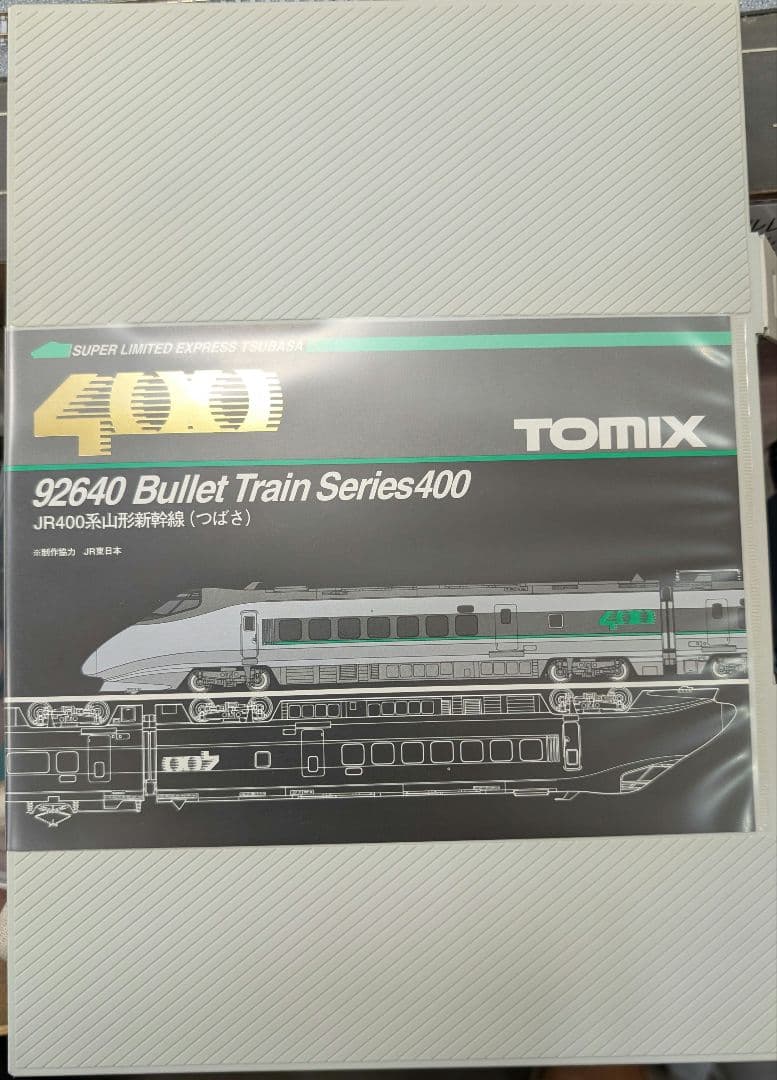 SUPER LIMITED EXPRESS TSUBASA
400
TOMIX
92640 Bullet Train Series400
JR400系山形新幹線(つばさ)
※制作協力 JR東日本
400
400